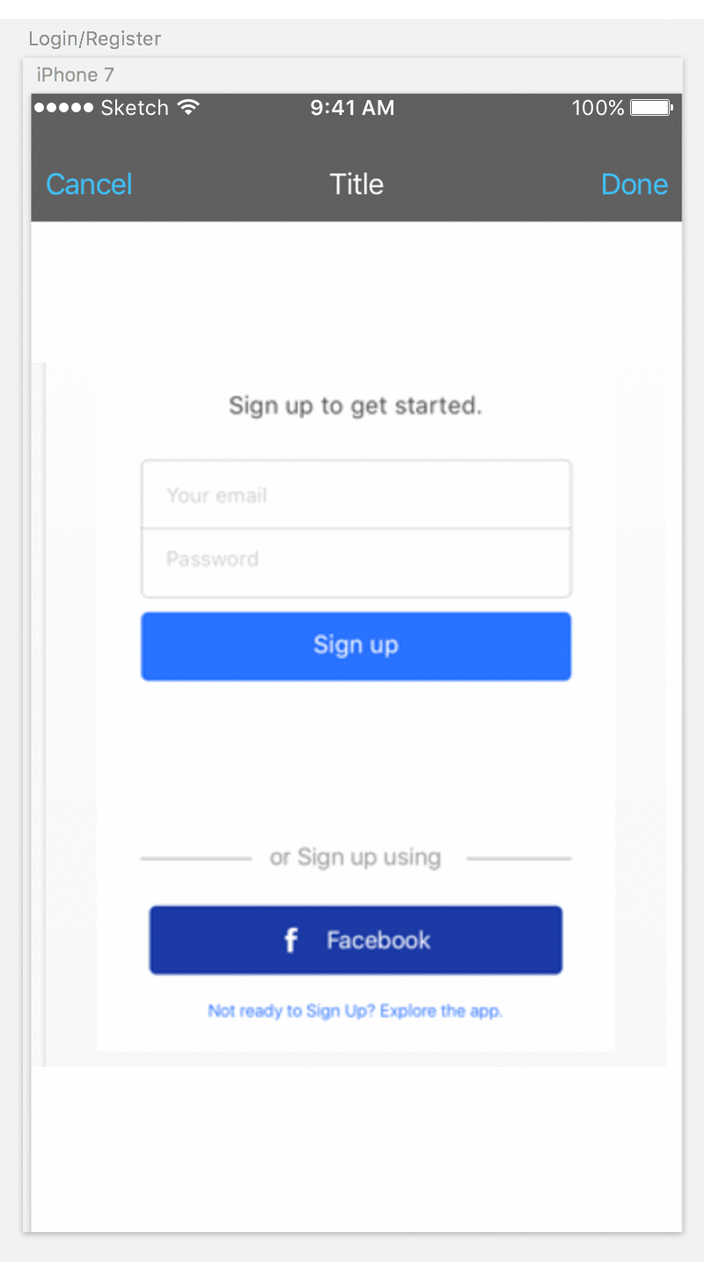 Login/Register
iPhone 7
Sketch 9:41 AM 100%
Cancel Title Done
Sign up to get started.
Your email
Password
Sign up
or Sign up using
f Facebook
Not ready to Sign Up? Explore the app.